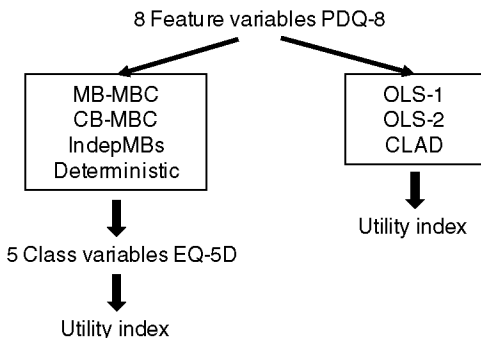 8 Feature variables PDQ-8
MB-MBC
CB-MBC
IndepMBs
Deterministic
OLS-1
OLS-2
CLAD
Utility index
5 Class variables EQ-5D
Utility index